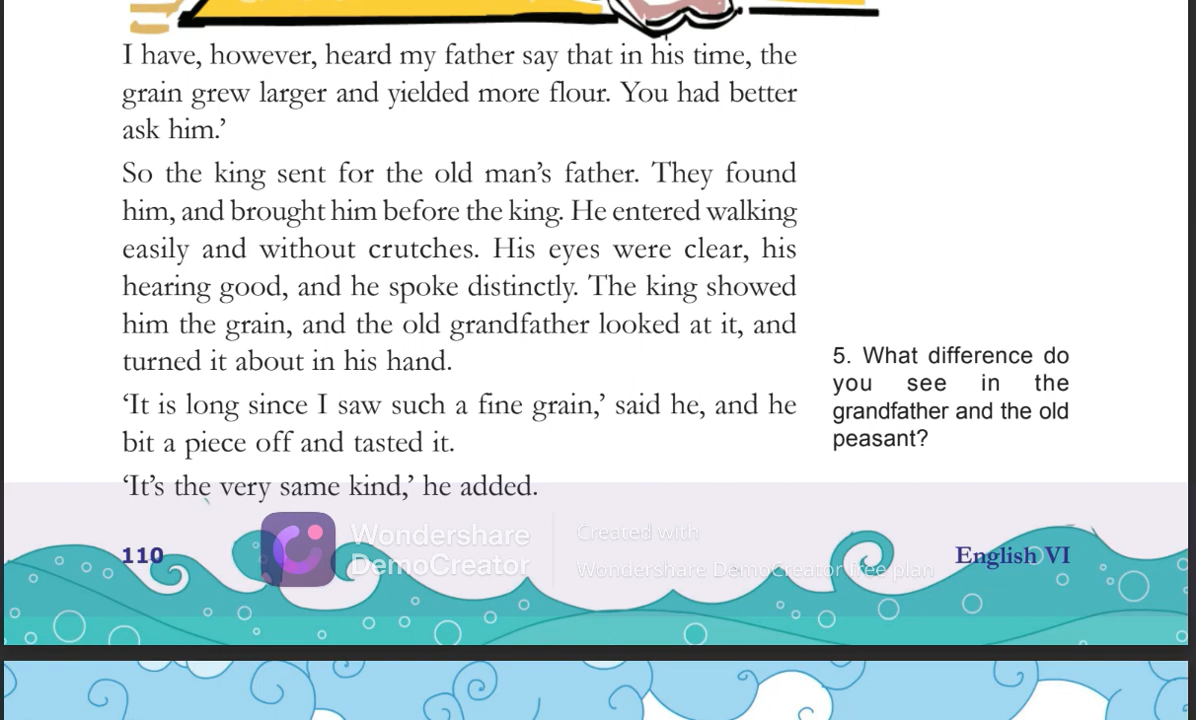 I have, however, heard my father say that in his time, the
grain grew larger and yielded more flour. You had better
ask him.’
So the king sent for the old man’s father. They found
him, and brought him before the king. He entered walking
easily and without crutches. His eyes were clear, his
hearing good, and he spoke distinctly. The king showed
him the grain, and the old grandfather looked at it, and
turned it about in his hand.
‘It is long since I saw such a fine grain,’ said he, and he
bit a piece off and tasted it.
‘It’s the very same kind,’ he added.
5. What difference do
you see in the
grandfather and the old
peasant?
110
Wondershare
DemoCreator
Created with
Wondershare DemoCreator free plan
English VI